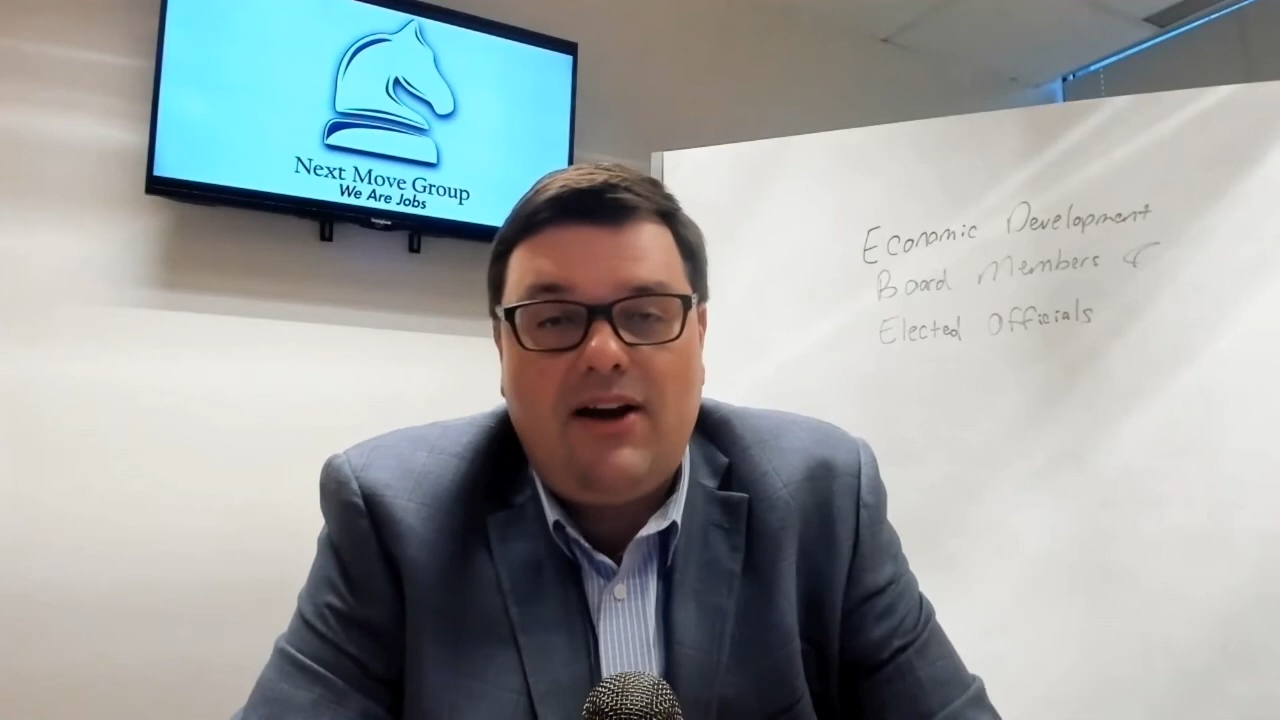 Next Move Group
We Are Jobs
Economic Development
Board Members &
Elected Officials